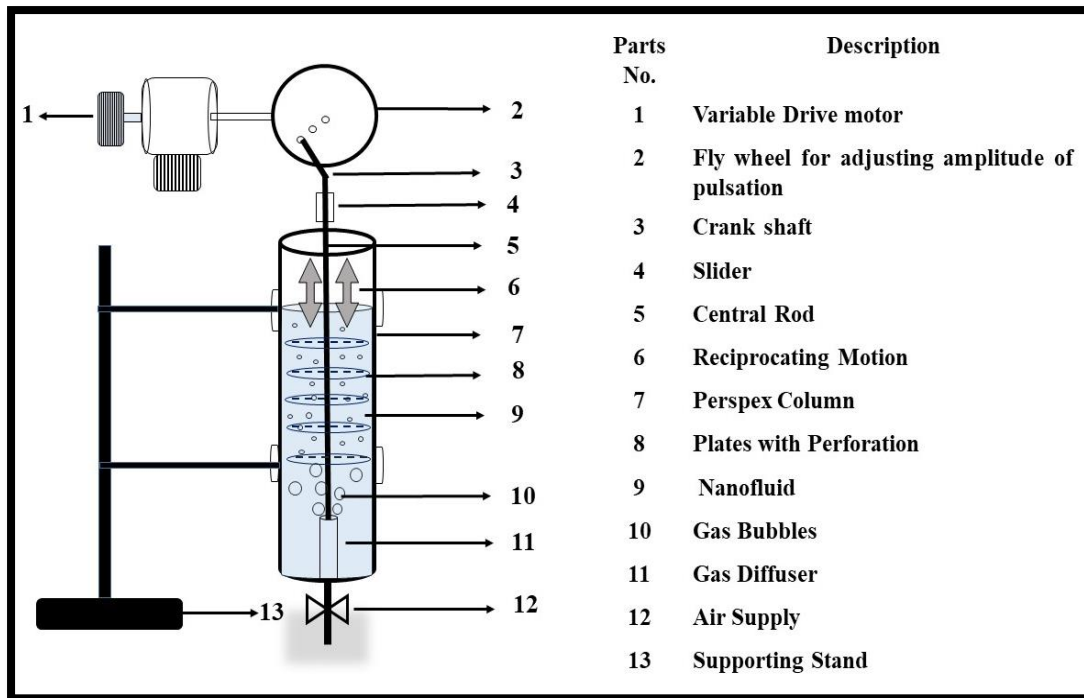 1
2
3
4
5
6
7
8
9
10
11
12
13
Parts No.
Description
1 Variable Drive motor
2 Fly wheel for adjusting amplitude of
pulsation
3 Crank shaft
4 Slider
5 Central Rod
6 Reciprocating Motion
7 Perspex Column
8 Plates with Perforation
9 Nanofluid
10 Gas Bubbles
11 Gas Diffuser
12 Air Supply
13 Supporting Stand